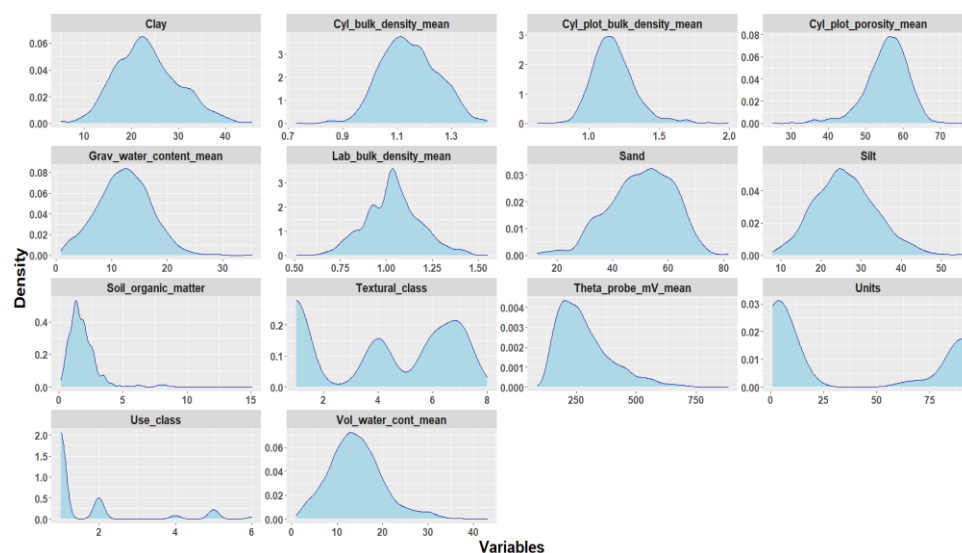 Clay
Cyl_bulk_density_mean
Cyl_plot_bulk_density_mean
Cyl_plot_porosity_mean
0.06
0.04
0.02
0.00
10 20 30 40
3
2
1
0
0.7 0.9 1.1 1.3
3
2
1
0
1.0 1.5 2.0
0.08
0.06
0.04
0.02
0.00
30 40 50 60 70
Grav_water_content_mean
Lab_bulk_density_mean
Sand
Silt
0.08
0.06
0.04
0.02
0.00
0 10 20 30
3
2
1
0
0.50 0.75 1.00 1.25 1.50
0.03
0.02
0.01
0.00
20 40 60 80
0.04
0.02
0.00
10 20 30 40 50
Soil_organic_matter
Textural_class
Theta_probe_mV_mean
Units
0.4
0.2
0.0
0 5 10 15
0.2
0.1
0.0
2 4 6 8
0.004
0.003
0.002
0.001
0.000
250 500 750
0.03
0.02
0.01
0.00
0 25 50 75
Use_class
Vol_water_cont_mean
2.0
1.5
1.0
0.5
0.0
2 4 6
0.06
0.04
0.02
0.00
0 10 20 30 40
Density
Variables